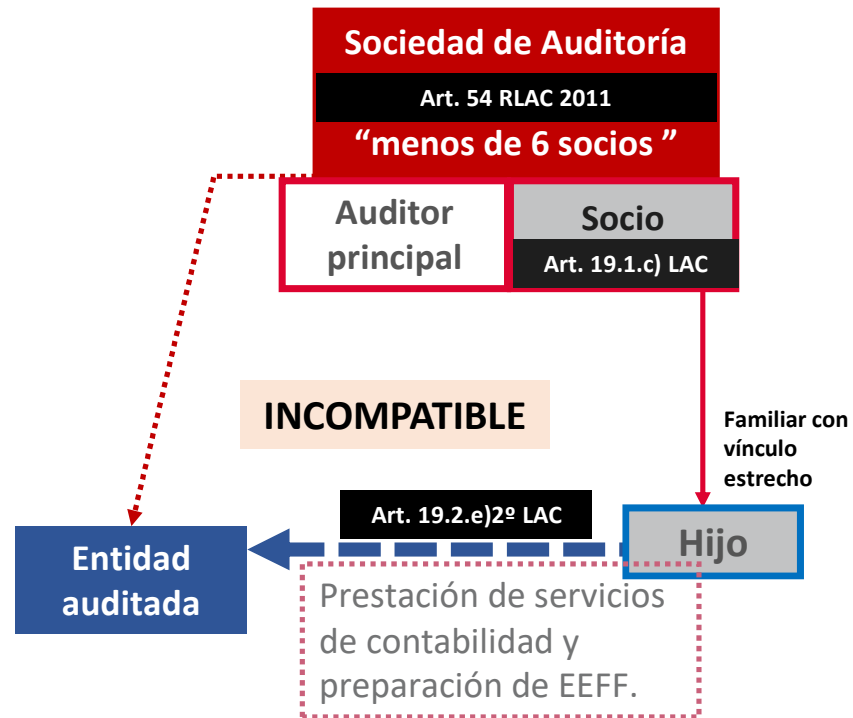 Sociedad de Auditoría
Art. 54 RLAC 2011
“menos de 6 socios ”
Auditor
principal
Socio
Art. 19.1.c) LAC
INCOMPATIBLE
Familiar con
vínculo
estrecho
Art. 19.2.e)2º LAC
Hijo
Entidad
auditada
Prestación de servicios
de contabilidad y
preparación de EEFF.